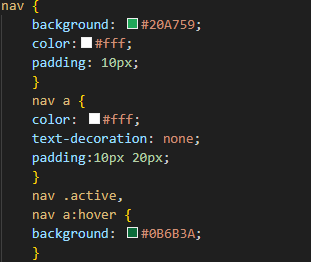 nav {
background: #20A759;
color: #fff;
padding: 10px;
}
nav a {
color: #fff;
text-decoration: none;
padding:10px 20px;
}
nav .active,
nav a:hover {
background: #0B6B3A;
}